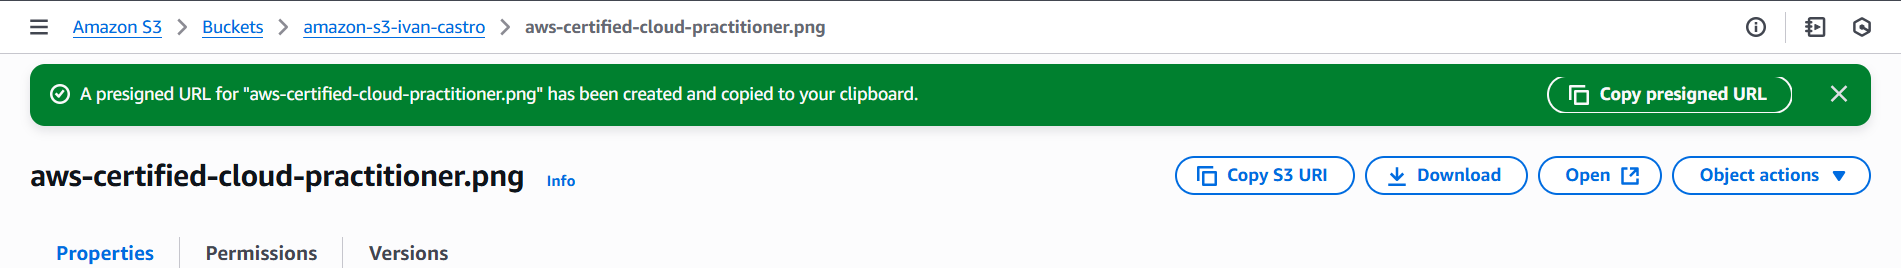 Amazon S3 > Buckets > amazon-s3-ivan-castro > aws-certified-cloud-practitioner.png
A presigned URL for "aws-certified-cloud-practitioner.png" has been created and copied to your clipboard. Copy presigned URL
aws-certified-cloud-practitioner.png Info Copy S3 URI Download Open Object actions
Properties Permissions Versions